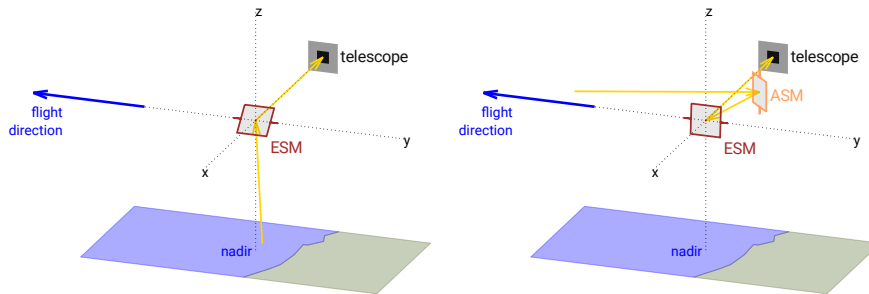 z
telescope
flight
direction
ESM
y
x
nadir
z
telescope
ASM
flight
direction
ESM
y
x
nadir